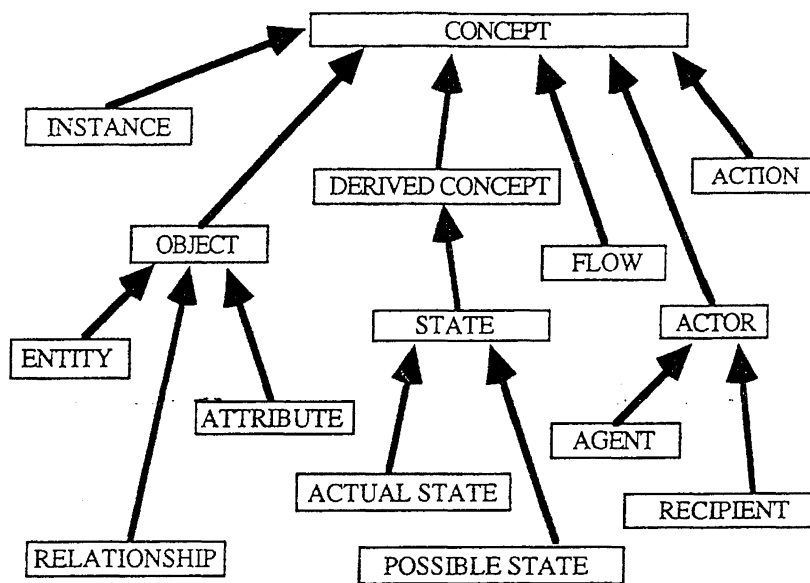 CONCEPT
INSTANCE
ACTION
DERIVED CONCEPT
OBJECT
FLOW
STATE
ACTOR
ENTITY
ATTRIBUTE
AGENT
ACTUAL STATE
RECIPIENT
RELATIONSHIP
POSSIBLE STATE